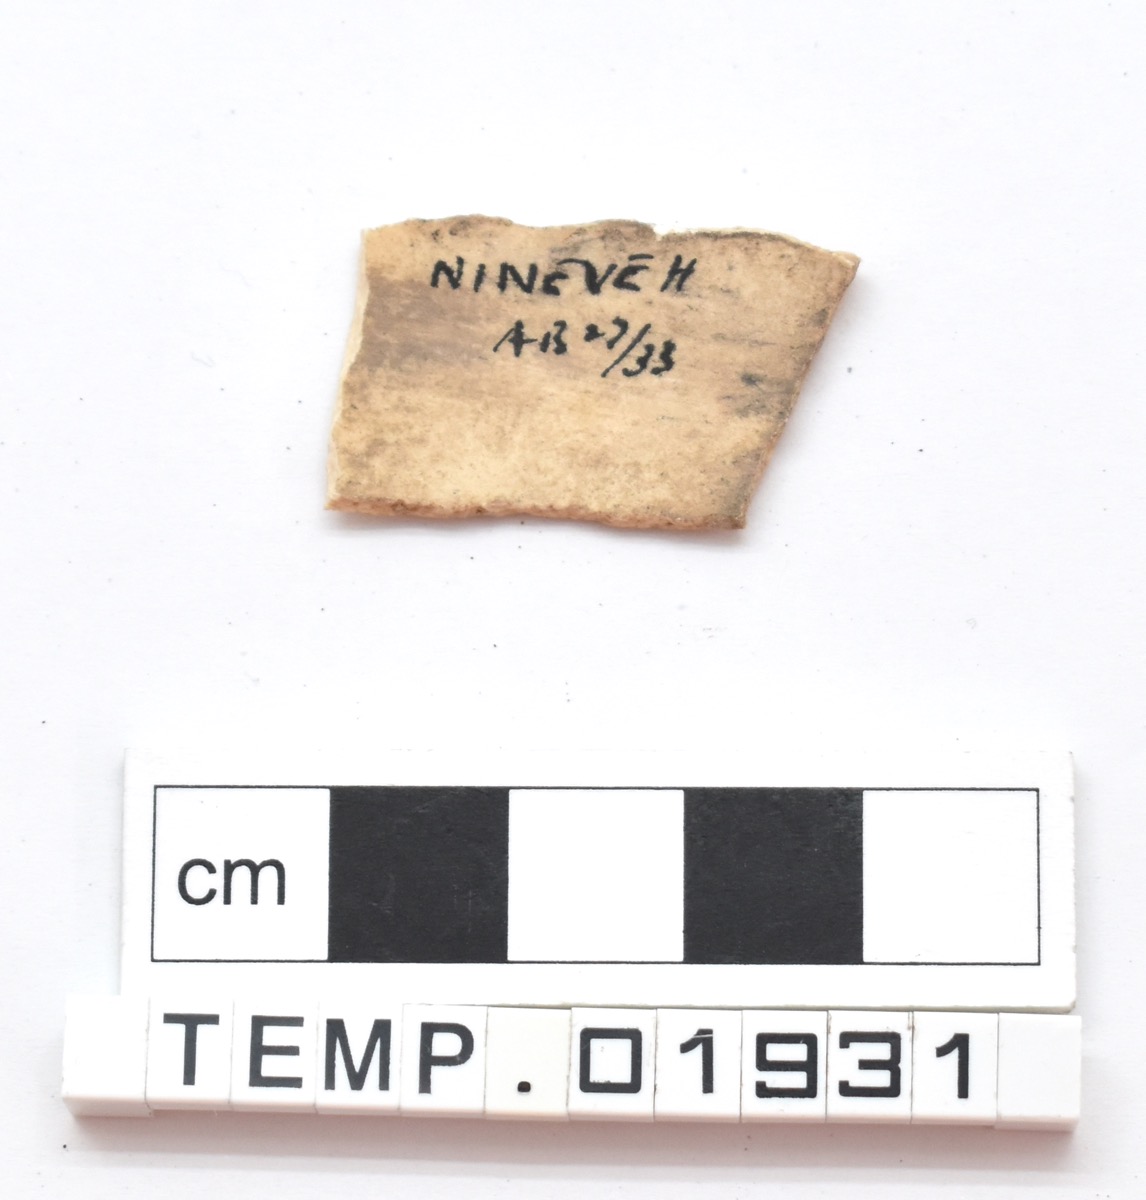 NINEVEH
AB 27/33
cm
TEMP.01931